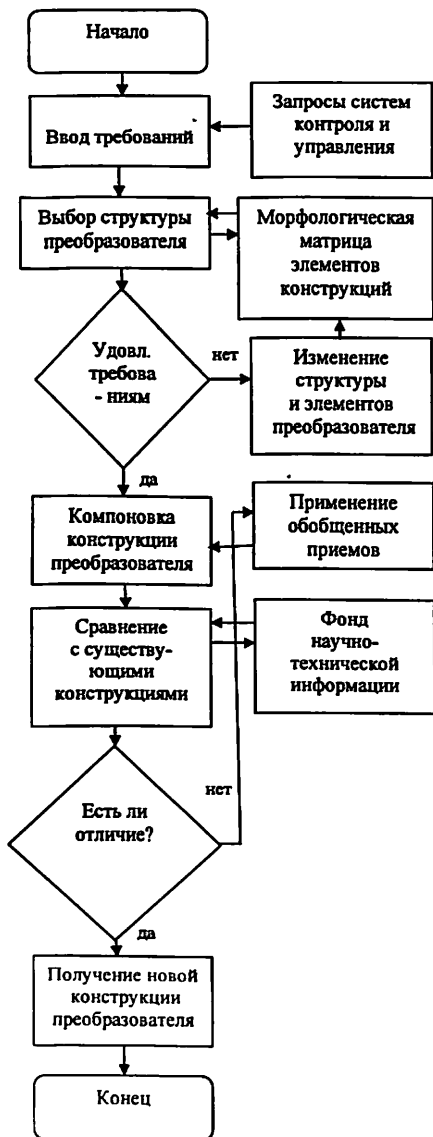 Начало
Ввод требований
Запросы систем
контроля и
управления
Выбор структуры
преобразователя
Морфологическая
матрица
элементов
конструкций
Удовл.
требова
- ниям
нет
Изменение
структуры
и элементов
преобразователя
да
Компоновка
конструкции
преобразователя
Применение
обобщенных
приемов
Сравнение
с существу-
ющими
конструкциями
Фонд
научно-
технической
информации
Есть ли
отличие?
нет
да
Получение новой
конструкции
преобразователя
Конец